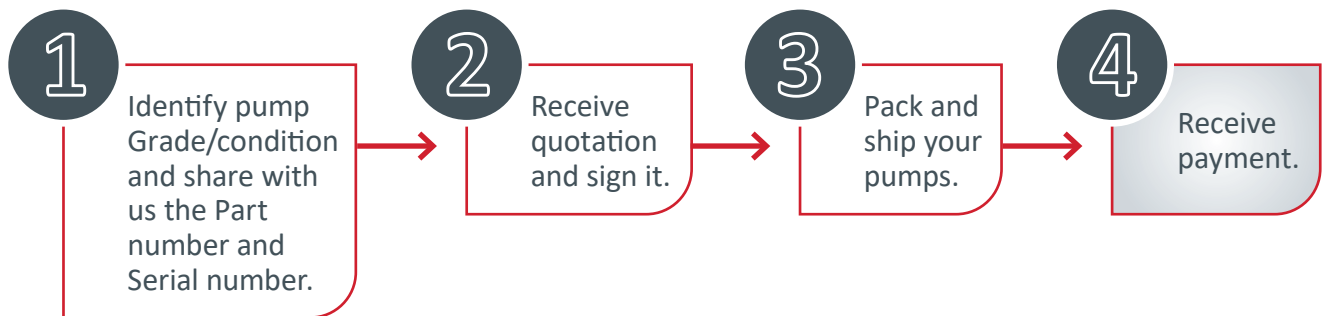 1
Identify pump
Grade/condition
and share with
us the Part
number and
Serial number.
2
Receive
quotation
and sign it.
3
Pack and
ship your
pumps.
4
Receive
payment.